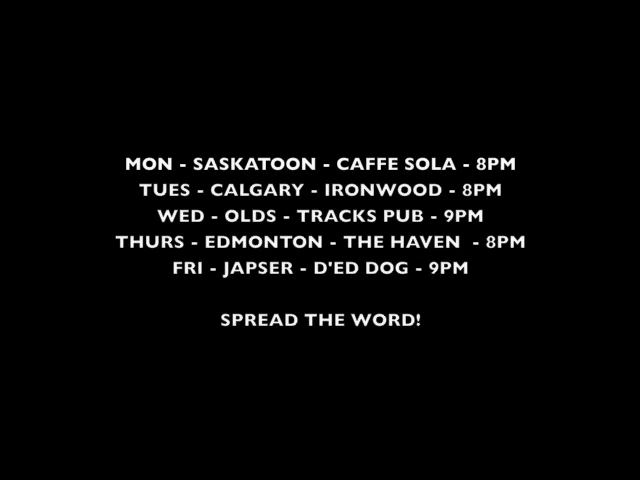 MON - SASKATOON - CAFFE SOLA - 8PM
TUES - CALGARY - IRONWOOD - 8PM
WED - OLDS - TRACKS PUB - 9PM
THURS - EDMONTON - THE HAVEN  - 8PM
FRI - JAPSER - D'ED DOG - 9PM
SPREAD THE WORD!